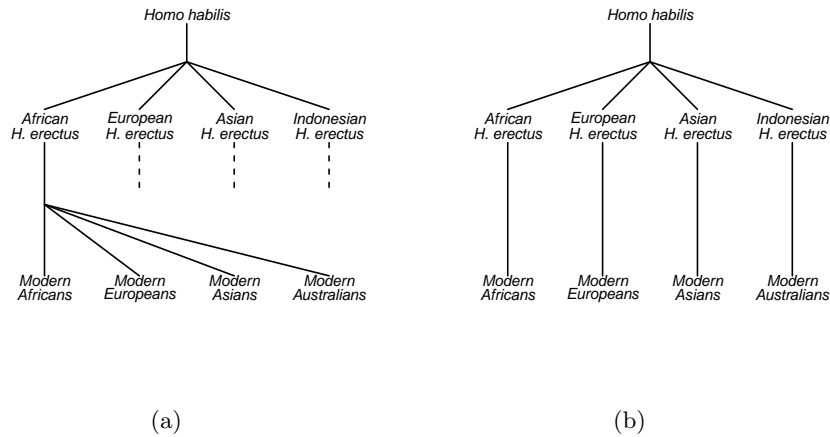 Homo habilis
African
H. erectus
European
H. erectus
Asian
H. erectus
Indonesian
H. erectus
Modern
Africans
Modern
Europeans
Modern
Asians
Modern
Australians
(a)
Homo habilis
African
H. erectus
European
H. erectus
Asian
H. erectus
Indonesian
H. erectus
Modern
Africans
Modern
Europeans
Modern
Asians
Modern
Australians
(b)